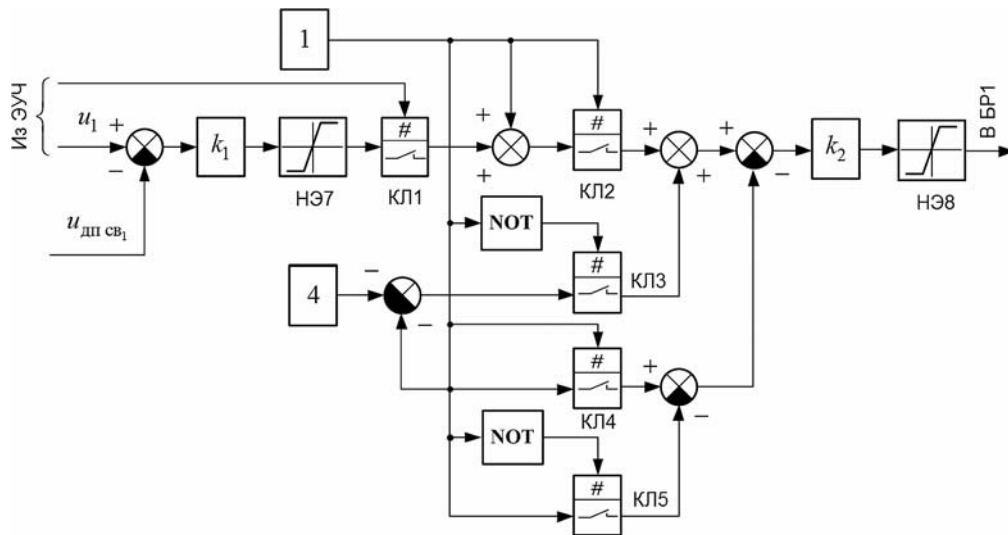 1
Из ЭУЧ
u₁
+
−
k₁
НЭ7
#
КЛ1
+
+
#
КЛ2
+
+
+
−
k₂
НЭ8
В БР1
uдп св₁
NOT
#
КЛ3
4
−
−
#
КЛ4
+
−
NOT
#
КЛ5